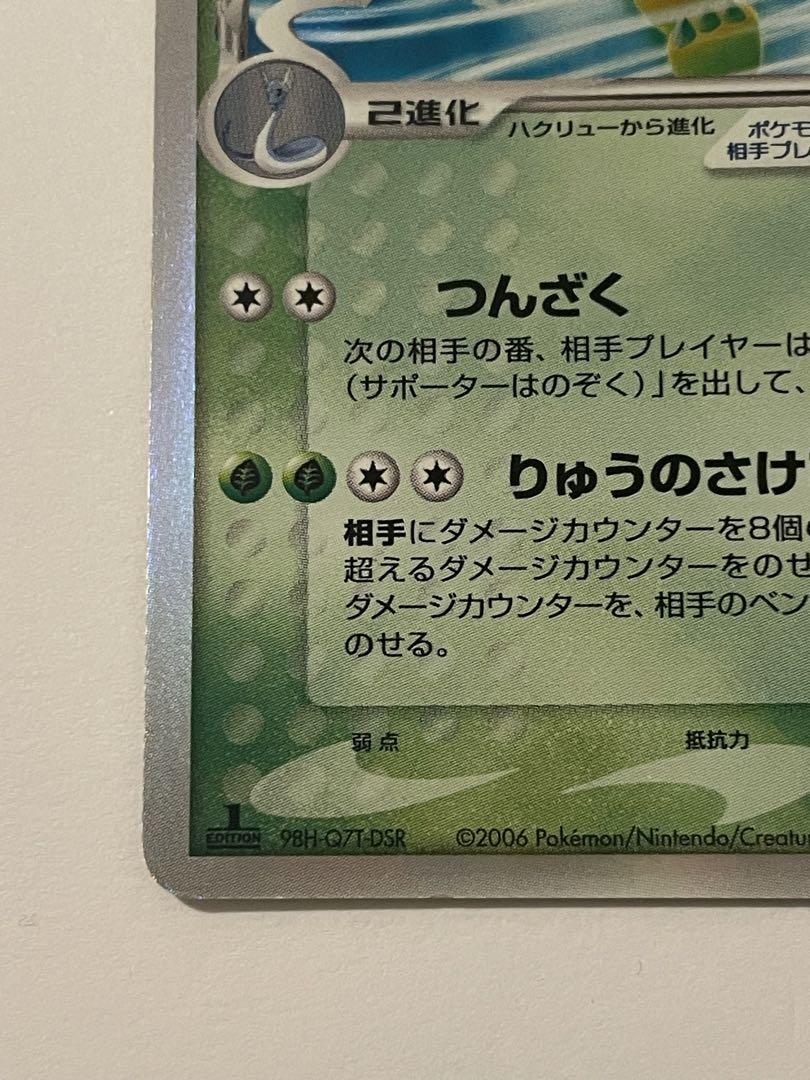 2進化
ハクリューから進化
ポケモ
相手プレ
つんざく
次の相手の番、相手プレイヤーは
(サポーターはのぞく)」を出して、
りゅうのさけ
相手にダメージカウンターを8個
超えるダメージカウンターをのせ
ダメージカウンターを、相手のベン
のせる。
弱点
抵抗力
1
EDITION
98H-Q7T-DSR
©2006 Pokémon/Nintendo/Creatu